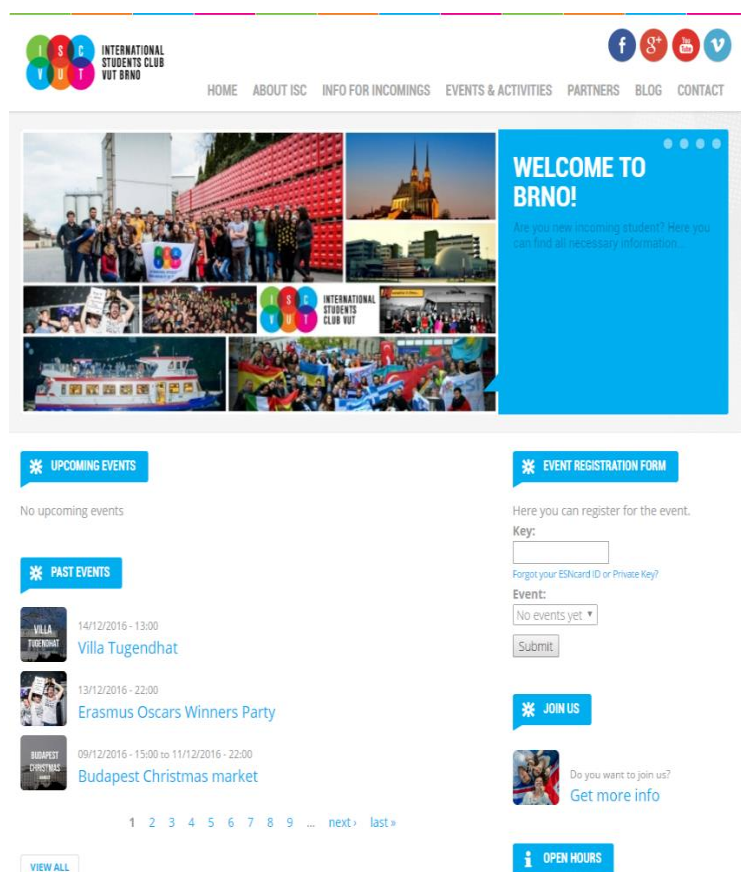 I S C
V U T
INTERNATIONAL
STUDENTS CLUB
VUT BRNO
f g+ You Tube v
HOME ABOUT ISC INFO FOR INCOMINGS EVENTS & ACTIVITIES PARTNERS BLOG CONTACT
WELCOME TO
BRNO!
Are you new incoming student? Here you
can find all necessary information...
I S C
V U T
INTERNATIONAL
STUDENTS
CLUB VUT
UPCOMING EVENTS
No upcoming events
PAST EVENTS
VILLA
TUGENDHAT
14/12/2016 - 13:00
Villa Tugendhat
13/12/2016 - 22:00
Erasmus Oscars Winners Party
BUDAPEST
CHRISTMAS
09/12/2016 - 15:00 to 11/12/2016 - 22:00
Budapest Christmas market
1 2 3 4 5 6 7 8 9 ... next › last »
VIEW ALL
EVENT REGISTRATION FORM
Here you can register for the event.
Key:
Forgot your ESNcard ID or Private Key?
Event:
No events yet
Submit
JOIN US
Do you want to join us?
Get more info
OPEN HOURS